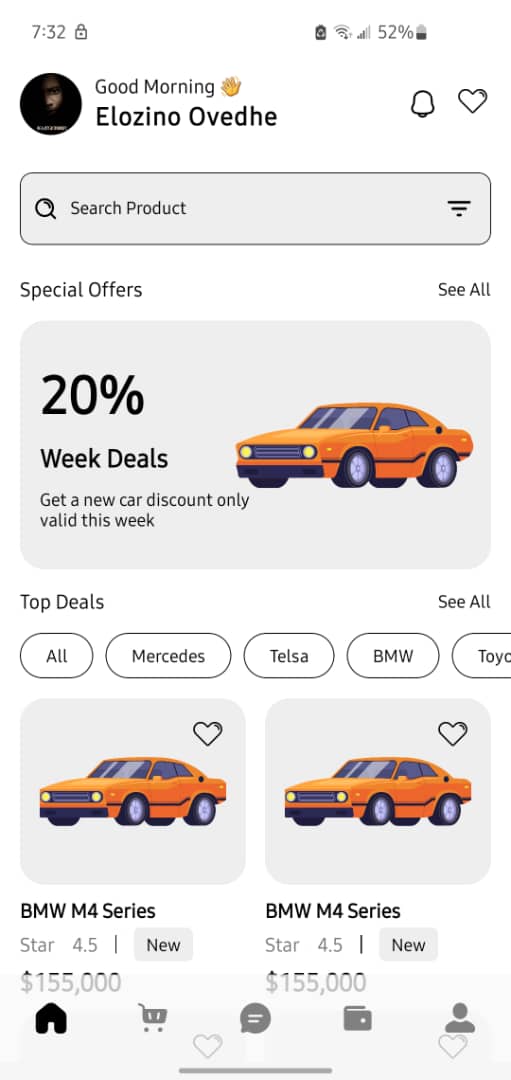 7:32
52%
Good Morning 👋
Elozino Ovedhe
Search Product
Special Offers
See All
20%
Week Deals
Get a new car discount only
valid this week
Top Deals
See All
All
Mercedes
Telsa
BMW
Toyo
BMW M4 Series
BMW M4 Series
Star 4.5 | New
Star 4.5 | New
$155,000
$155,000